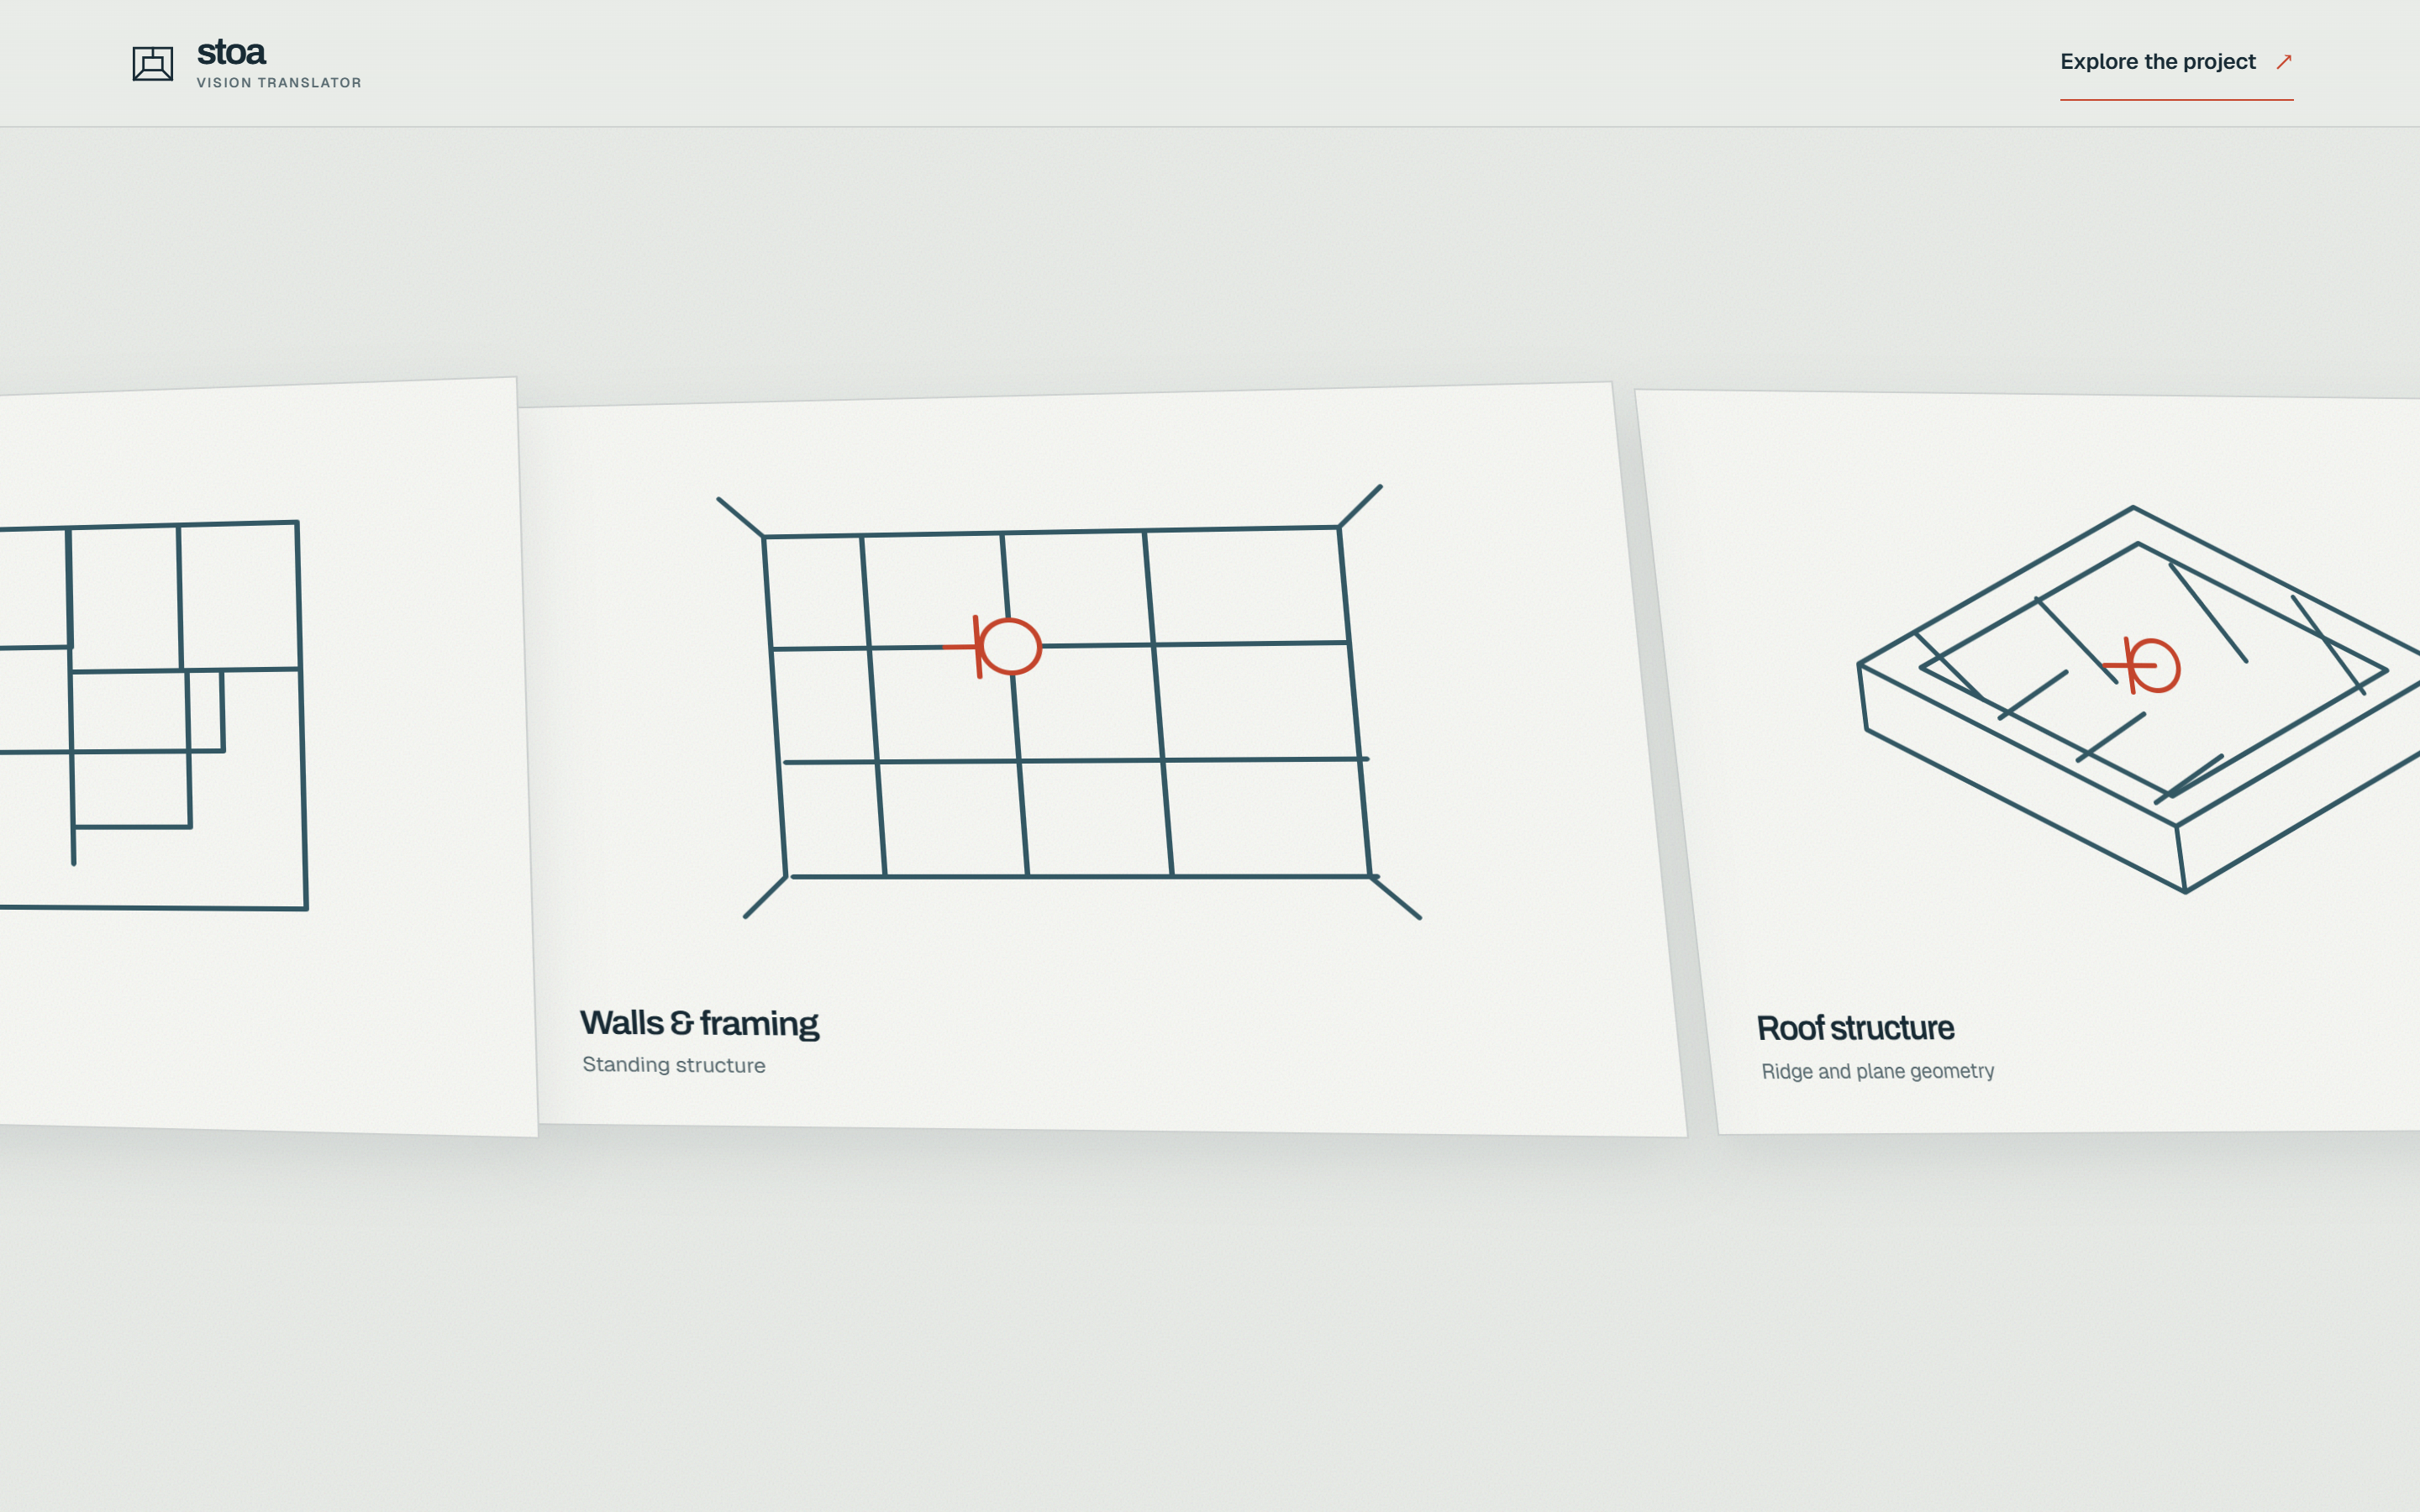 stoa
VISION TRANSLATOR
Explore the project ↗
Walls & framing
Standing structure
Roof structure
Ridge and plane geometry